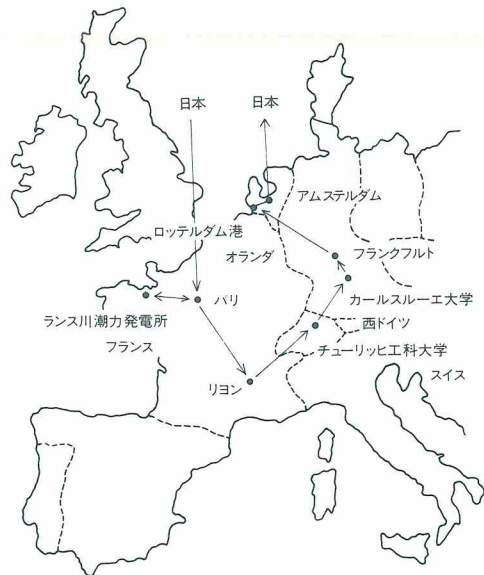 日本
日本
アムステルダム
ロッテルダム港
オランダ
フランクフルト
カールスルーエ大学
パリ
ランス川潮力発電所
西ドイツ
フランス
チューリッヒ工科大学
スイス
リヨン